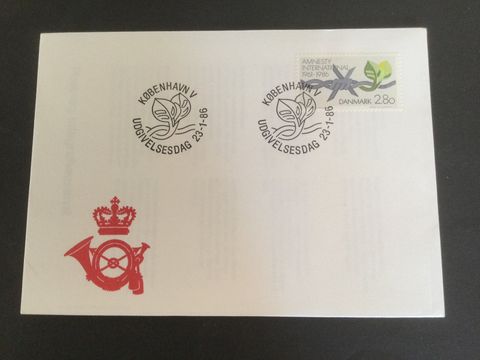 KØBENHAVN V
UDGIVELSESDAG 23-1-86
KØBENHAVN V
UDGIVELSESDAG 23-1-86
AMNESTY
INTERNATIONAL
1961-1986
DANMARK 2.80